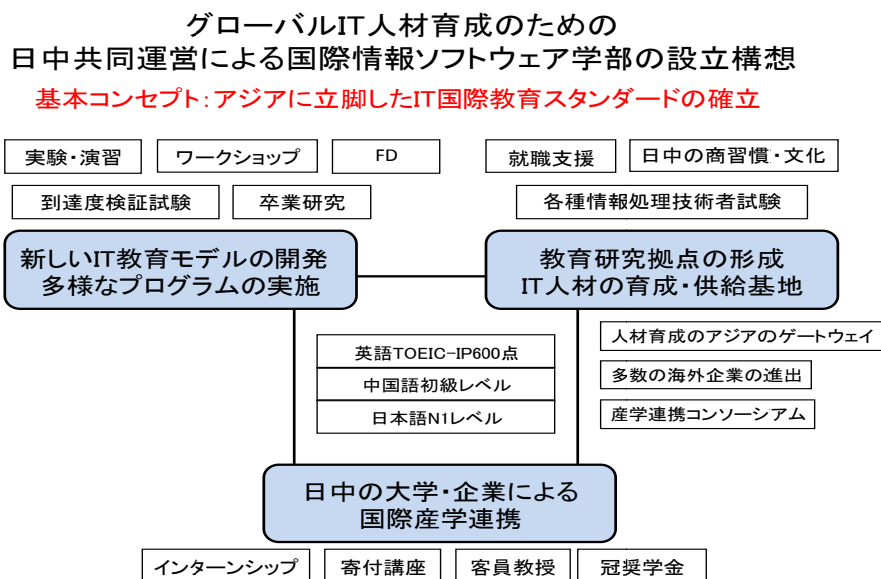 グローバルIT人材育成のための
日中共同運営による国際情報ソフトウェア学部の設立構想
基本コンセプト:アジアに立脚したIT国際教育スタンダードの確立
実験・演習
ワークショップ
FD
就職支援
日中の商習慣・文化
到達度検証試験
卒業研究
各種情報処理技術者試験
新しいIT教育モデルの開発
多様なプログラムの実施
教育研究拠点の形成
IT人材の育成・供給基地
英語TOEIC-IP600点
中国語初級レベル
日本語N1レベル
人材育成のアジアのゲートウェイ
多数の海外企業の進出
産学連携コンソーシアム
日中の大学・企業による
国際産学連携
インターンシップ
寄付講座
客員教授
冠奨学金